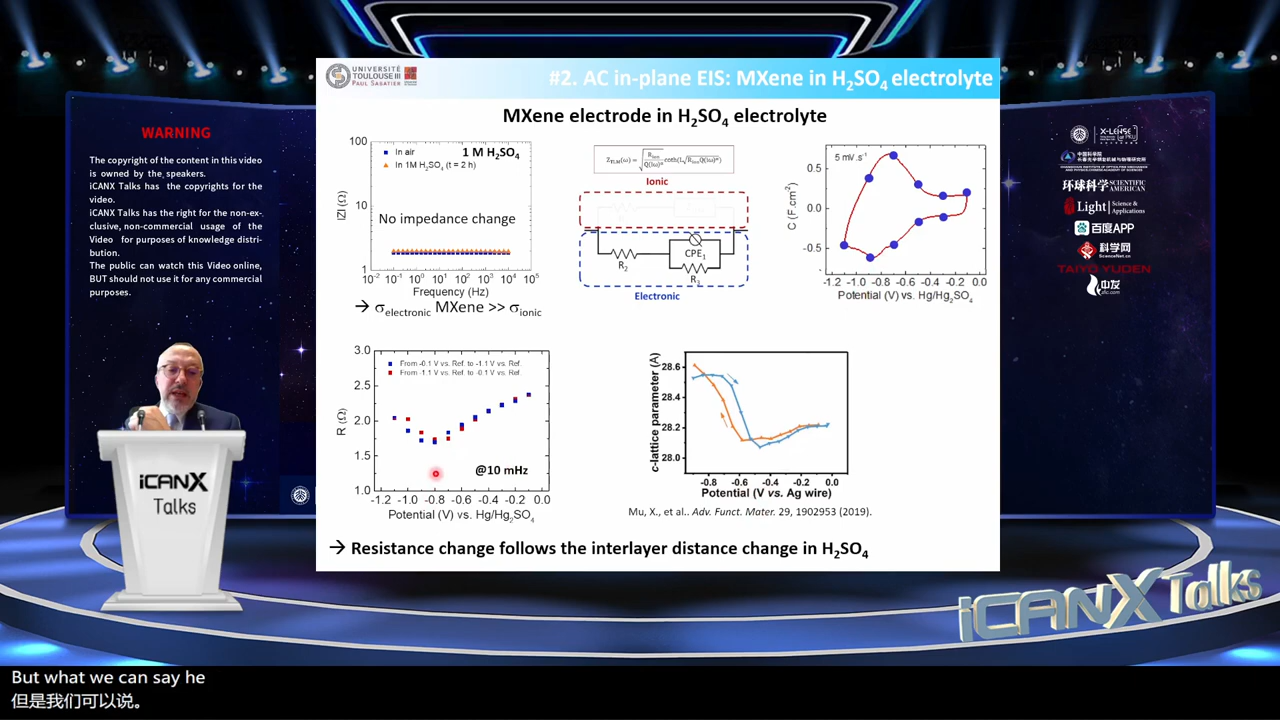 UNIVERSITÉ
TOULOUSE III
PAUL SABATIER
#2. AC in-plane EIS: MXene in H2SO4 electrolyte
MXene electrode in H2SO4 electrolyte
WARNING
The copyright of the content in this video
is owned by the speakers.
iCANX Talks has the copyrights for the
video.
iCANX Talks has the right for the non-ex-
clusive, non-commercial usage of the
Video for purposes of knowledge distri-
bution.
The public can watch this Video online,
BUT should not use it for any commercial
purposes.
|Z| (Ω)
100
10
1
In air
1 M H2SO4
In 1M H2SO4 (t = 2 h)
No impedance change
10-2 10-1 100 101 102 103 104 105
Frequency (Hz)
→ σelectronic MXene >> σionic
Ionic
R2
CPE1
Electronic
C (F.cm-2)
5 mV.s-1
0.5
0.0
-0.5
-1.2 -1.0 -0.8 -0.6 -0.4 -0.2 0.0
Potential (V) vs. Hg/Hg2SO4
R (Ω)
3.0
2.5
2.0
1.5
1.0
From -0.1 V vs. Ref. to -1.1 V vs. Ref.
From -1.1 V vs. Ref. to -0.1 V vs. Ref.
@10 mHz
-1.2 -1.0 -0.8 -0.6 -0.4 -0.2 0.0
Potential (V) vs. Hg/Hg2SO4
c-lattice parameter (Å)
28.6
28.4
28.2
28.0
-0.8 -0.6 -0.4 -0.2 0.0
Potential (V vs. Ag wire)
Mu, X., et al.. Adv. Funct. Mater. 29, 1902953 (2019).
→ Resistance change follows the interlayer distance change in H2SO4
X-LENSE
环球科学 SCIENTIFIC AMERICAN
Light Science & Applications
百度APP
科学网
ScienceNet.cn
TAIYO YUDEN
中友
iCANX
Talks
iCANX Talks
But what we can say he
但是我们可以说。